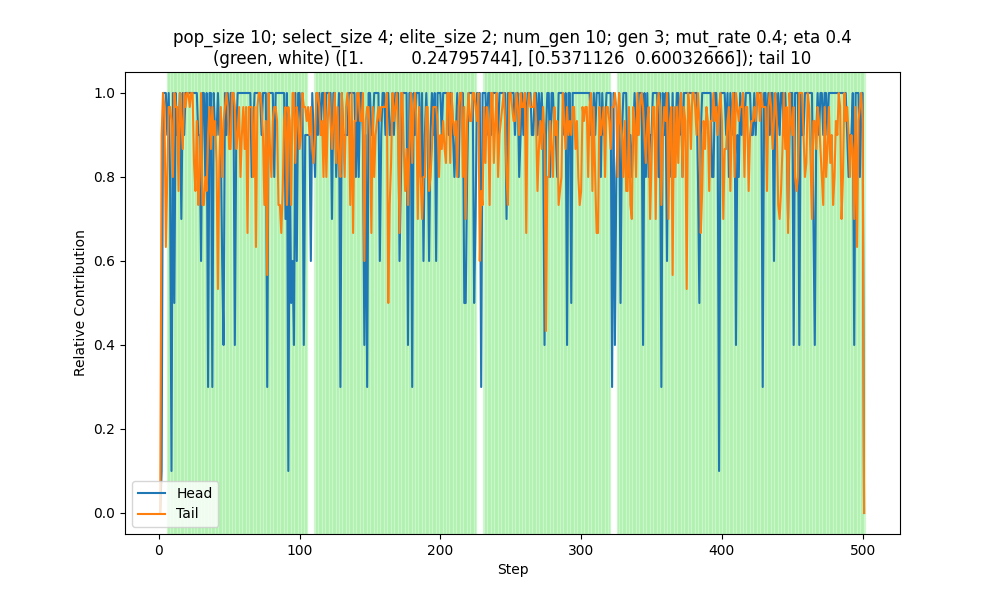 pop_size 10; select_size 4; elite_size 2; num_gen 10; gen 3; mut_rate 0.4; eta 0.4
(green, white) ([1.         0.24795744], [0.5371126  0.60032666]); tail 10
1.0
0.8
0.6
0.4
0.2
0.0
Relative Contribution
Head
Tail
0
100
200
300
400
500
Step